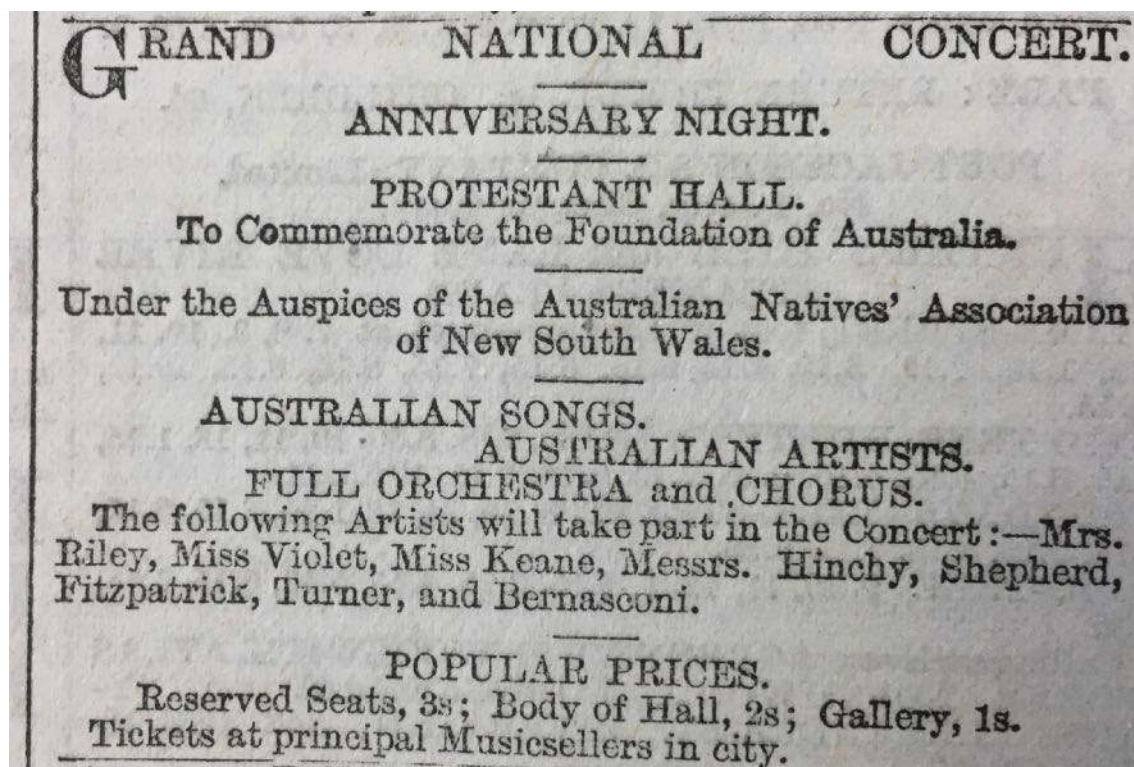 GRAND NATIONAL CONCERT.
ANNIVERSARY NIGHT.
PROTESTANT HALL.
To Commemorate the Foundation of Australia.
Under the Auspices of the Australian Natives’ Association
of New South Wales.
AUSTRALIAN SONGS.
AUSTRALIAN ARTISTS.
FULL ORCHESTRA and CHORUS.
The following Artists will take part in the Concert:—Mrs.
Riley, Miss Violet, Miss Keane, Messrs. Hinchy, Shepherd,
Fitzpatrick, Turner, and Bernasconi.
POPULAR PRICES.
Reserved Seats, 3s; Body of Hall, 2s; Gallery, 1s.
Tickets at principal Musicsellers in city.